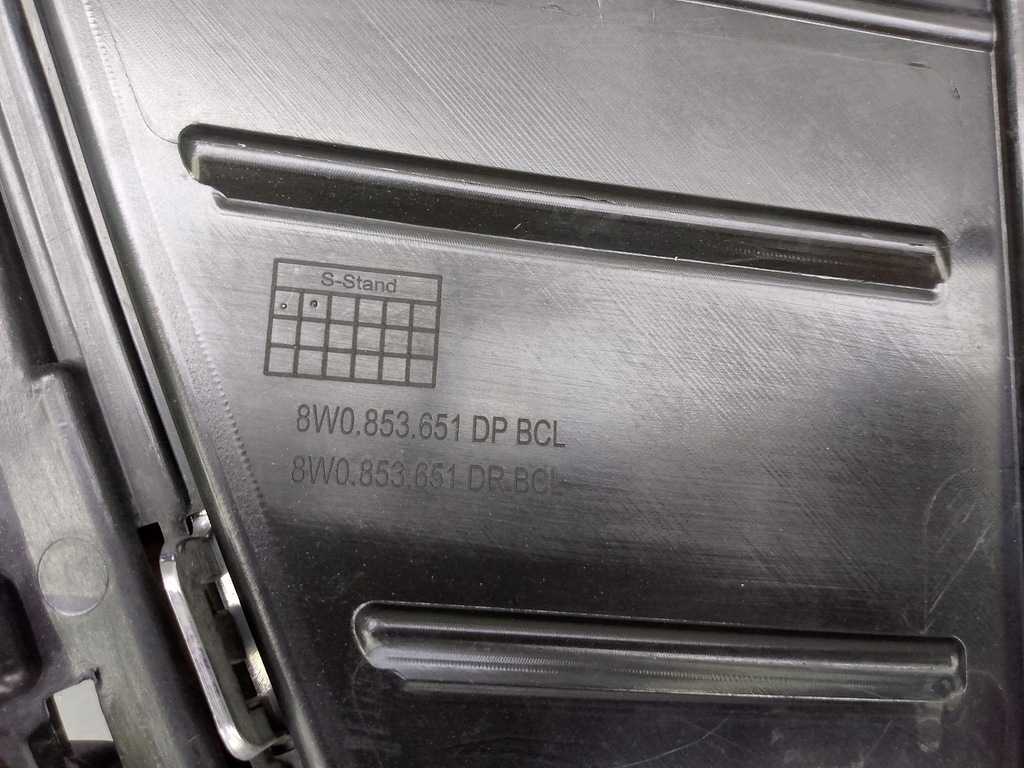 S-Stand
8W0.853.651 DP BCL
8W0.853.651 DR BCL